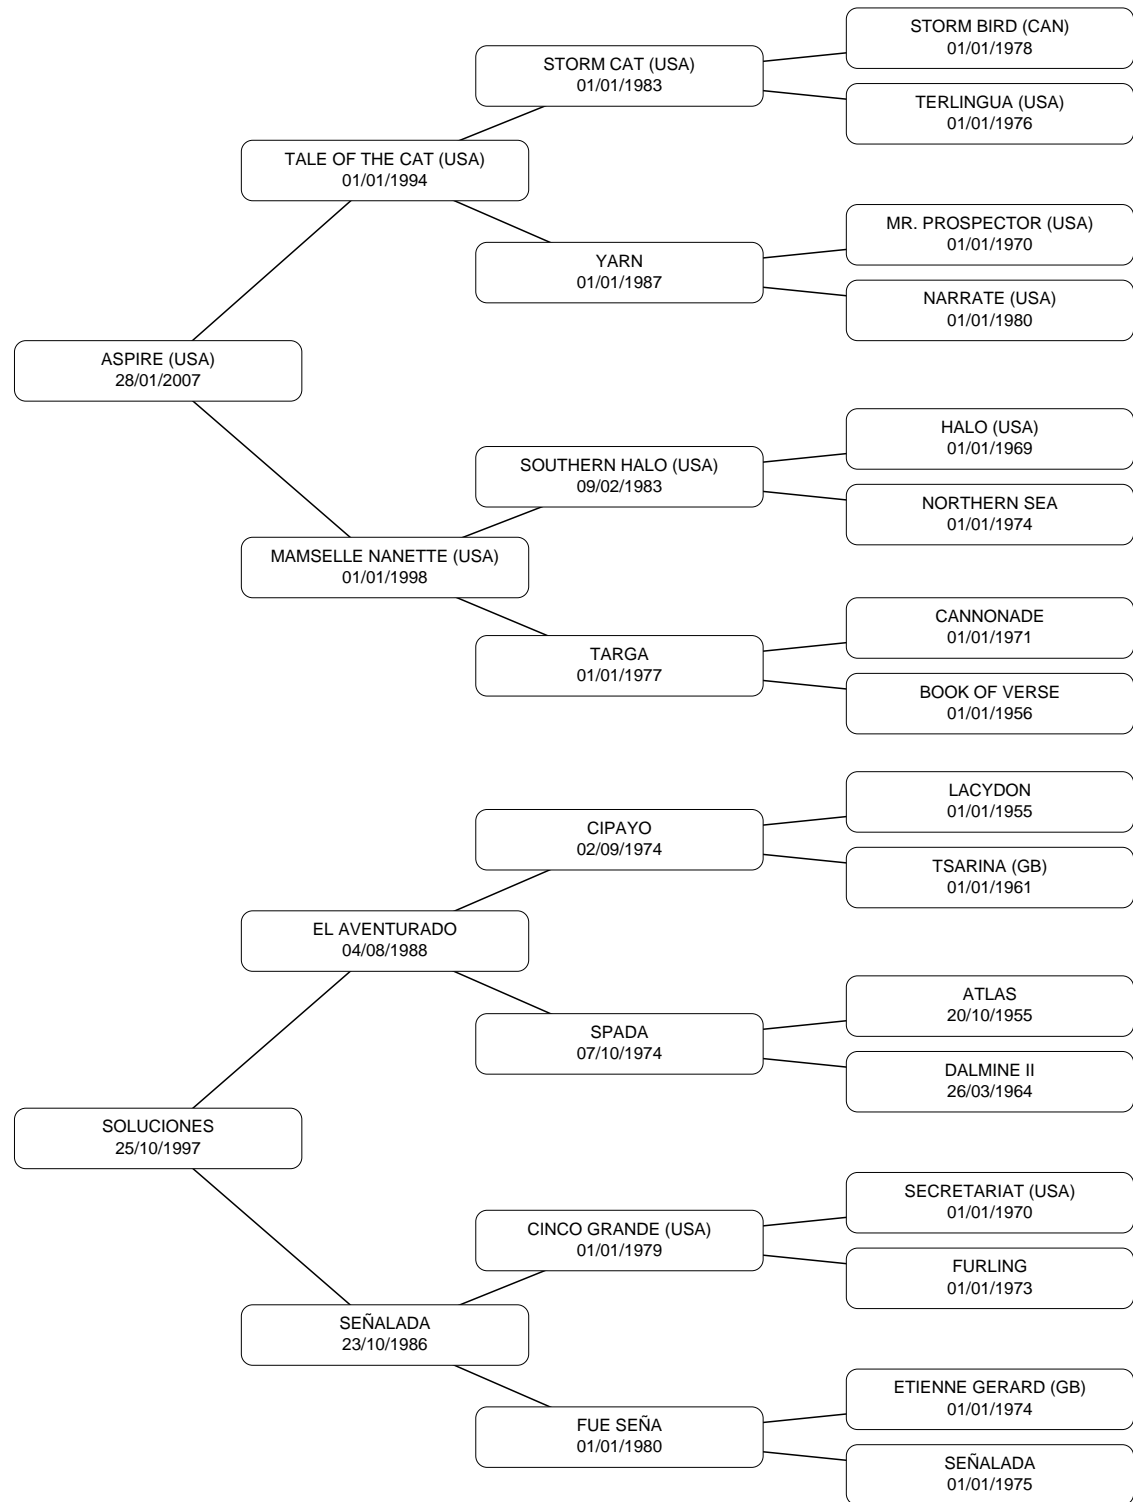 STORM BIRD (CAN)
01/01/1978
STORM CAT (USA)
01/01/1983
TERLINGUA (USA)
01/01/1976
TALE OF THE CAT (USA)
01/01/1994
MR. PROSPECTOR (USA)
01/01/1970
YARN
01/01/1987
NARRATE (USA)
01/01/1980
ASPIRE (USA)
28/01/2007
HALO (USA)
01/01/1969
SOUTHERN HALO (USA)
09/02/1983
NORTHERN SEA
01/01/1974
MAMSELLE NANETTE (USA)
01/01/1998
CANNONADE
01/01/1971
TARGA
01/01/1977
BOOK OF VERSE
01/01/1956
LACYDON
01/01/1955
CIPAYO
02/09/1974
TSARINA (GB)
01/01/1961
EL AVENTURADO
04/08/1988
ATLAS
20/10/1955
SPADA
07/10/1974
DALMINE II
26/03/1964
SOLUCIONES
25/10/1997
SECRETARIAT (USA)
01/01/1970
CINCO GRANDE (USA)
01/01/1979
FURLING
01/01/1973
SEÑALADA
23/10/1986
ETIENNE GERARD (GB)
01/01/1974
FUE SEÑA
01/01/1980
SEÑALADA
01/01/1975